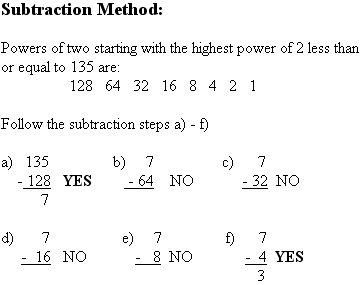 Subtraction Method:
Powers of two starting with the highest power of 2 less than
or equal to 135 are:
128 64 32 16 8 4 2 1
Follow the subtraction steps a) - f)
a) 135 b) 7 c) 7
- 128 YES - 64 NO - 32 NO
7
d) 7 e) 7 f) 7
- 16 NO - 8 NO - 4 YES
3